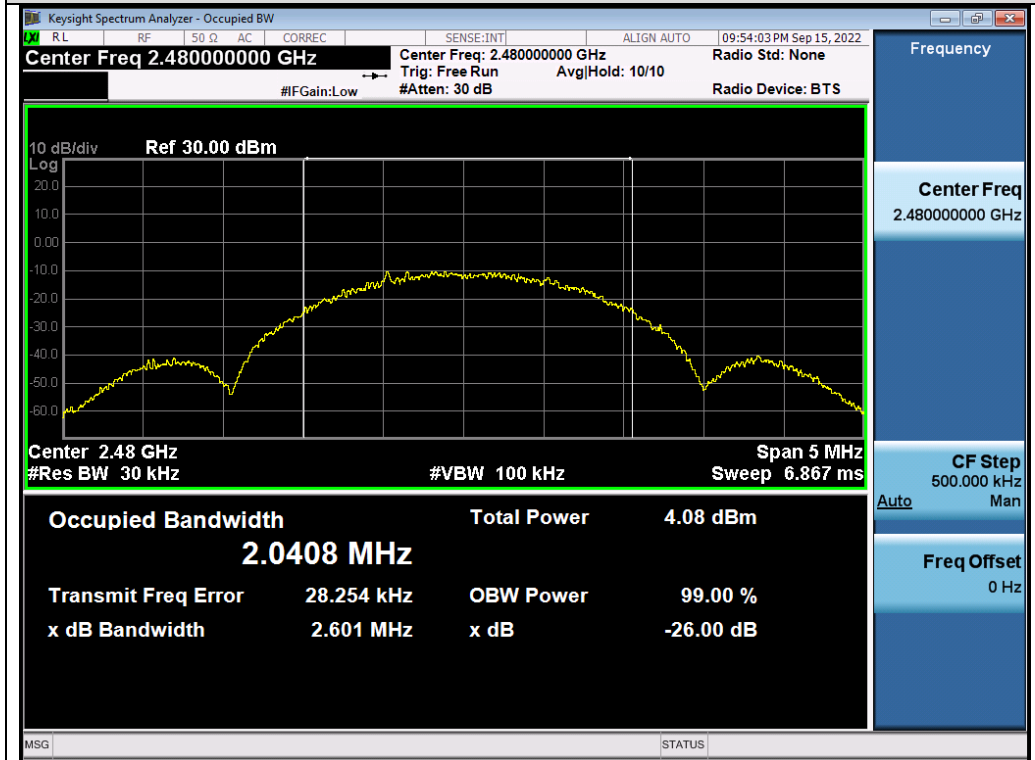 Keysight Spectrum Analyzer - Occupied BW
LXI RL RF 50 Ω AC CORREC SENSE:INT ALIGN AUTO 09:54:03 PM Sep 15, 2022
Center Freq 2.480000000 GHz
Center Freq: 2.480000000 GHz
Radio Std: None
Trig: Free Run
Avg|Hold: 10/10
#IFGain:Low
#Atten: 30 dB
Radio Device: BTS
10 dB/div
Ref 30.00 dBm
Log
20.0
10.0
0.00
-10.0
-20.0
-30.0
-40.0
-50.0
-60.0
Center 2.48 GHz
Span 5 MHz
#Res BW 30 kHz
#VBW 100 kHz
Sweep 6.867 ms
Occupied Bandwidth
Total Power 4.08 dBm
2.0408 MHz
Transmit Freq Error 28.254 kHz
OBW Power 99.00 %
x dB Bandwidth 2.601 MHz
x dB -26.00 dB
MSG
STATUS
Frequency
Center Freq
2.480000000 GHz
CF Step
500.000 kHz
Auto Man
Freq Offset
0 Hz